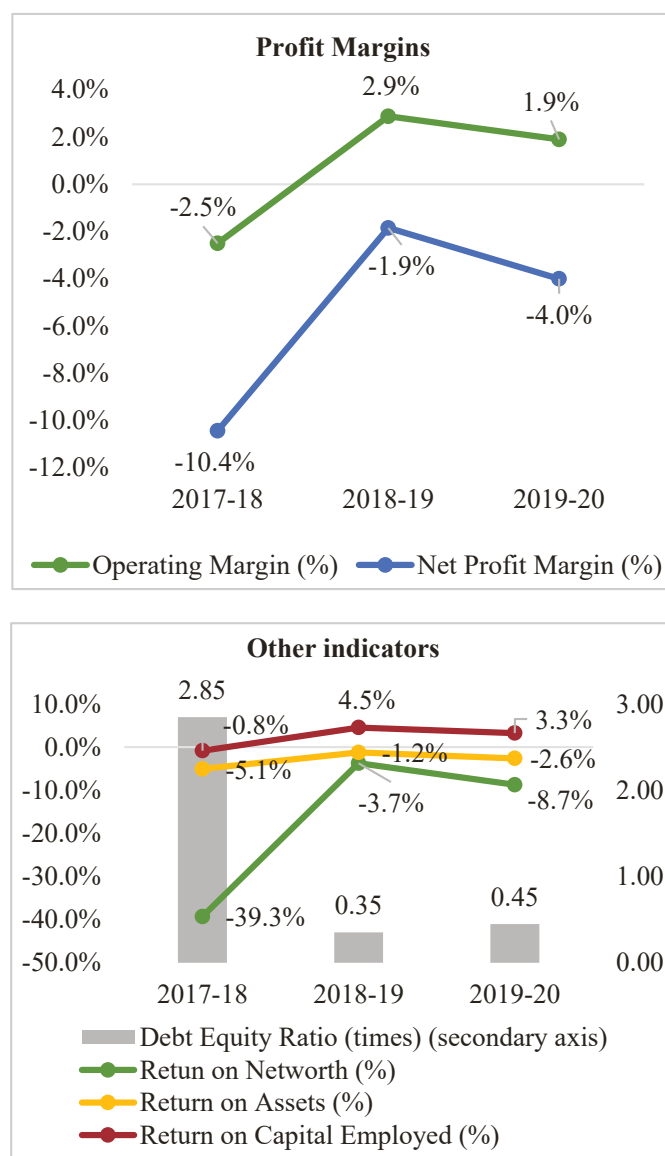 Profit Margins
4.0%
2.9%
1.9%
2.0%
0.0%
-2.5%
-2.0%
-1.9%
-4.0%
-4.0%
-6.0%
-8.0%
-10.0%
-10.4%
-12.0%
2017-18 2018-19 2019-20
Operating Margin (%) Net Profit Margin (%)
Other indicators
10.0% 2.85 4.5% 3.3% 3.00
0.0% -0.8% -1.2% -2.6%
-10.0% -5.1% -3.7% -8.7% 2.00
-20.0%
-30.0% 1.00
-40.0% -39.3% 0.35 0.45
-50.0% 0.00
2017-18 2018-19 2019-20
Debt Equity Ratio (times) (secondary axis)
Retun on Networth (%)
Return on Assets (%)
Return on Capital Employed (%)